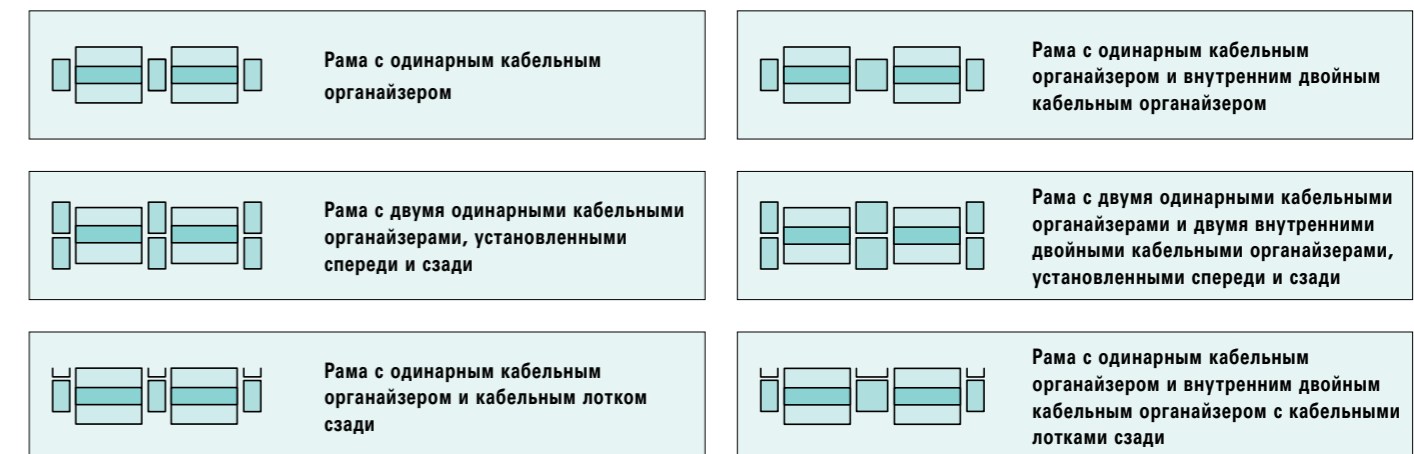 Рама с одинарным кабельным
органайзером
Рама с одинарным кабельным
органайзером и внутренним двойным
кабельным органайзером
Рама с двумя одинарными кабельными
органайзерами, установленными
спереди и сзади
Рама с двумя одинарными кабельными
органайзерами и двумя внутренними
двойными кабельными органайзерами,
установленными спереди и сзади
Рама с одинарным кабельным
органайзером и кабельным лотком
сзади
Рама с одинарным кабельным
органайзером и внутренним двойным
кабельным органайзером с кабельными
лотками сзади